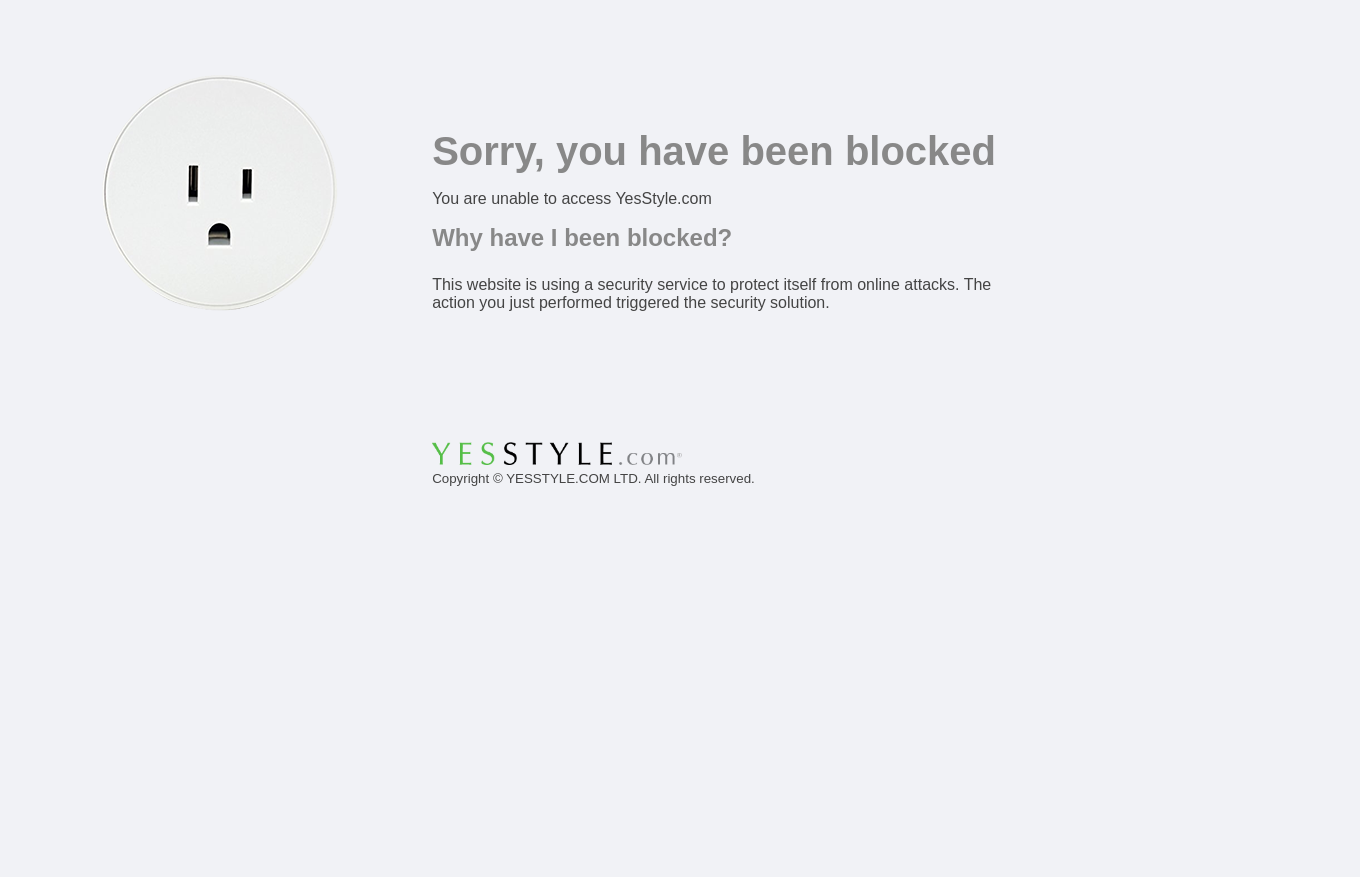 Sorry, you have been blocked
You are unable to access YesStyle.com
Why have I been blocked?
This website is using a security service to protect itself from online attacks. The
action you just performed triggered the security solution.
YESSTYLE.com®
Copyright © YESSTYLE.COM LTD. All rights reserved.